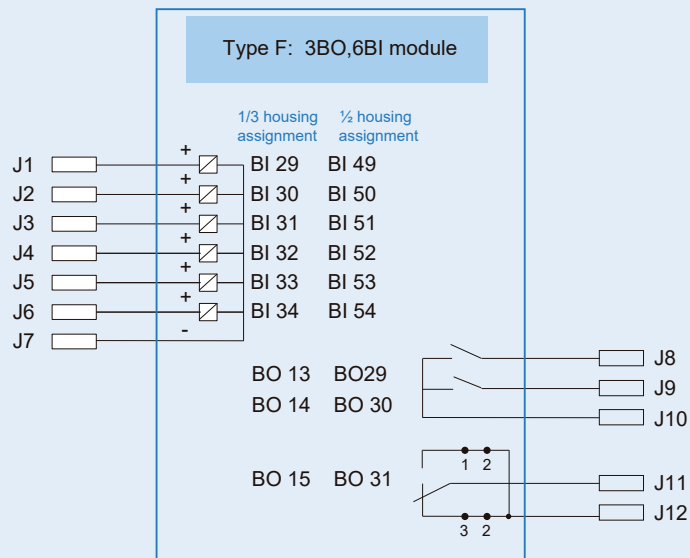 Type F: 3BO,6BI module
1/3 housing assignment
½ housing assignment
J1 + BI 29 BI 49
J2 + BI 30 BI 50
J3 + BI 31 BI 51
J4 + BI 32 BI 52
J5 + BI 33 BI 53
J6 + BI 34 BI 54
J7 -
J8
BO 13 BO29
J9
BO 14 BO 30
J10
1 2
BO 15 BO 31
J11
J12
3 2